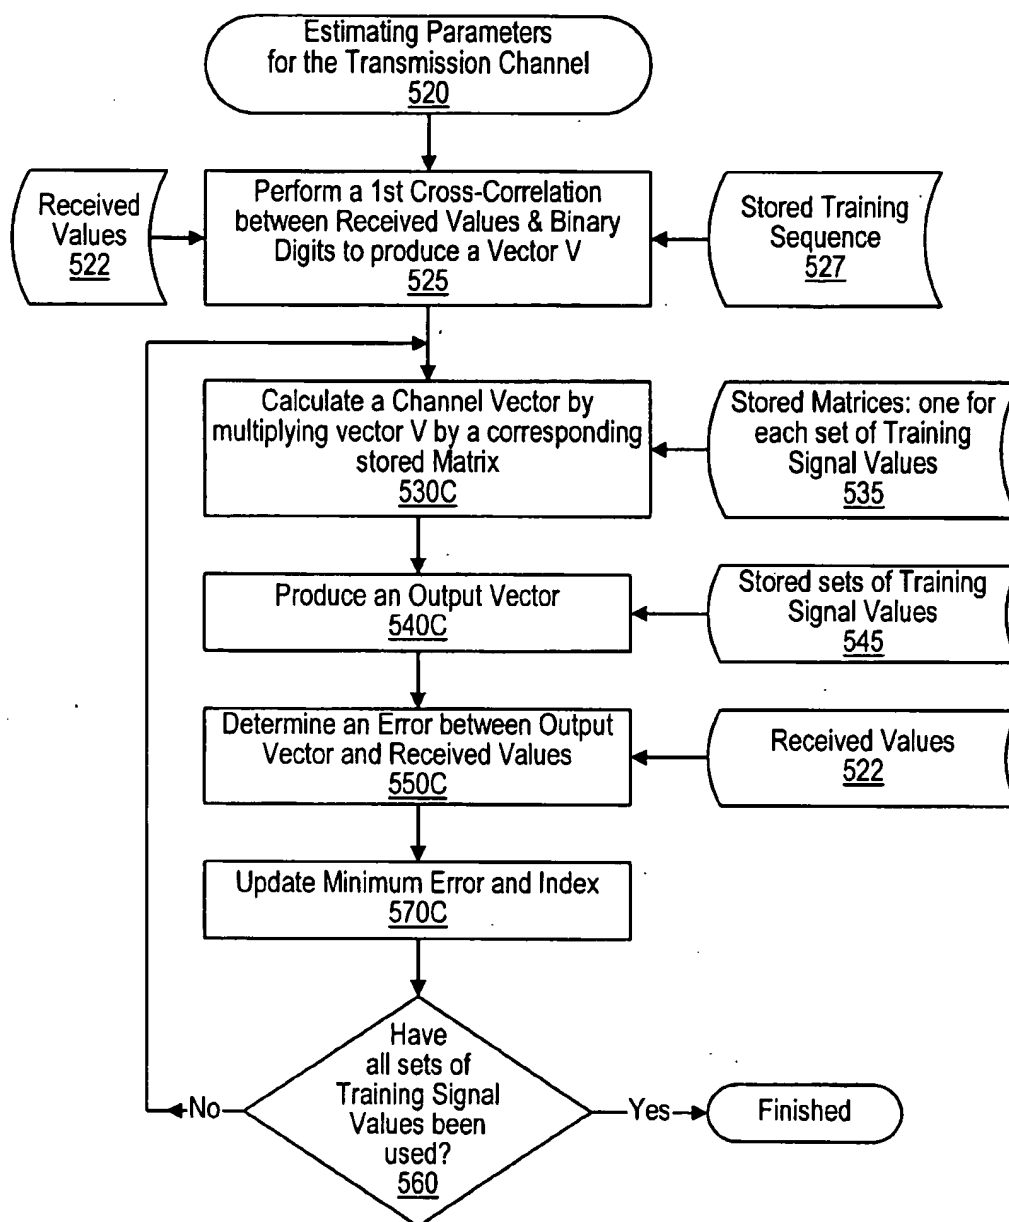 Estimating Parameters
for the Transmission Channel
520
Received
Values
522
Perform a 1st Cross-Correlation
between Received Values & Binary
Digits to produce a Vector V
525
Stored Training
Sequence
527
Calculate a Channel Vector by
multiplying vector V by a corresponding
stored Matrix
530C
Stored Matrices: one for
each set of Training
Signal Values
535
Produce an Output Vector
540C
Stored sets of Training
Signal Values
545
Determine an Error between Output
Vector and Received Values
550C
Received Values
522
Update Minimum Error and Index
570C
Have
all sets of
Training Signal
Values been
used?
560
No
Yes
Finished